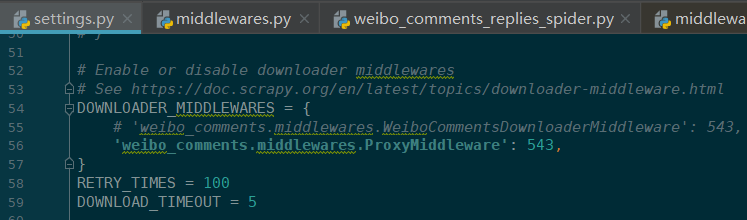 settings.py × middlewares.py × weibo_comments_replies_spider.py × middlewa
50 # }
51
52 # Enable or disable downloader middlewares
53 # See https://doc.scrapy.org/en/latest/topics/downloader-middleware.html
54 DOWNLOADER_MIDDLEWARES = {
55 # 'weibo_comments.middlewares.WeiboCommentsDownloaderMiddleware': 543,
56 'weibo_comments.middlewares.ProxyMiddleware': 543,
57 }
58 RETRY_TIMES = 100
59 DOWNLOAD_TIMEOUT = 5